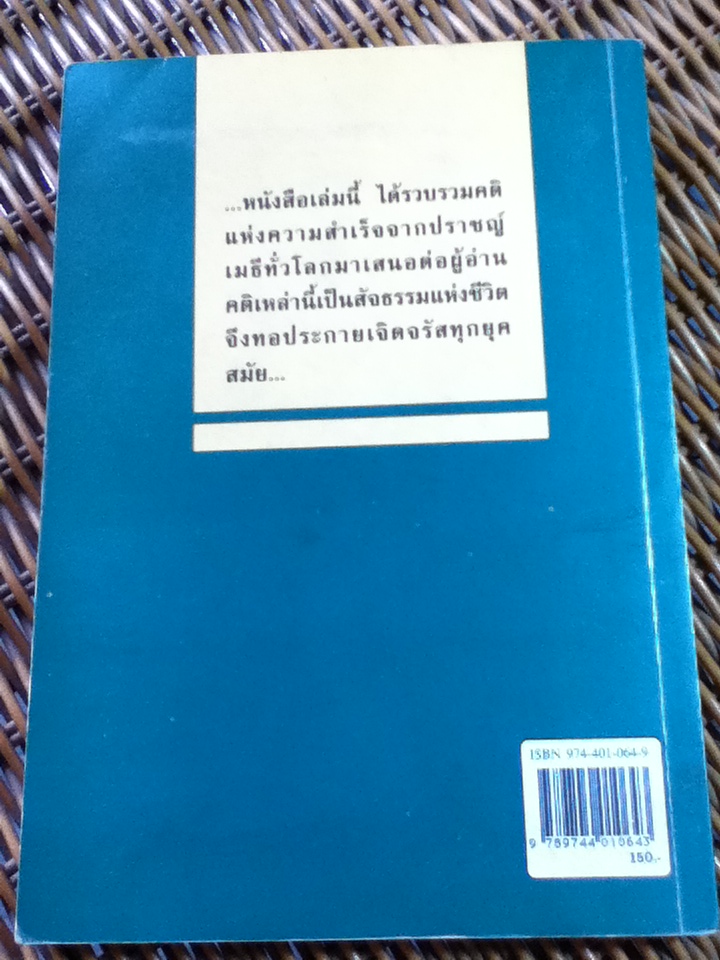 ...หนังสือเล่มนี้ ได้รวบรวมคติ
แห่งความสำเร็จจากปราชญ์
เมธีทั่วโลกมาเสนอต่อผู้อ่าน
คติเหล่านี้เป็นสัจธรรมแห่งชีวิต
จึงทอประกายเจิดจรัสทุกยุค
สมัย...
ISBN 974-401-064-9
9 789744 010643
150.-